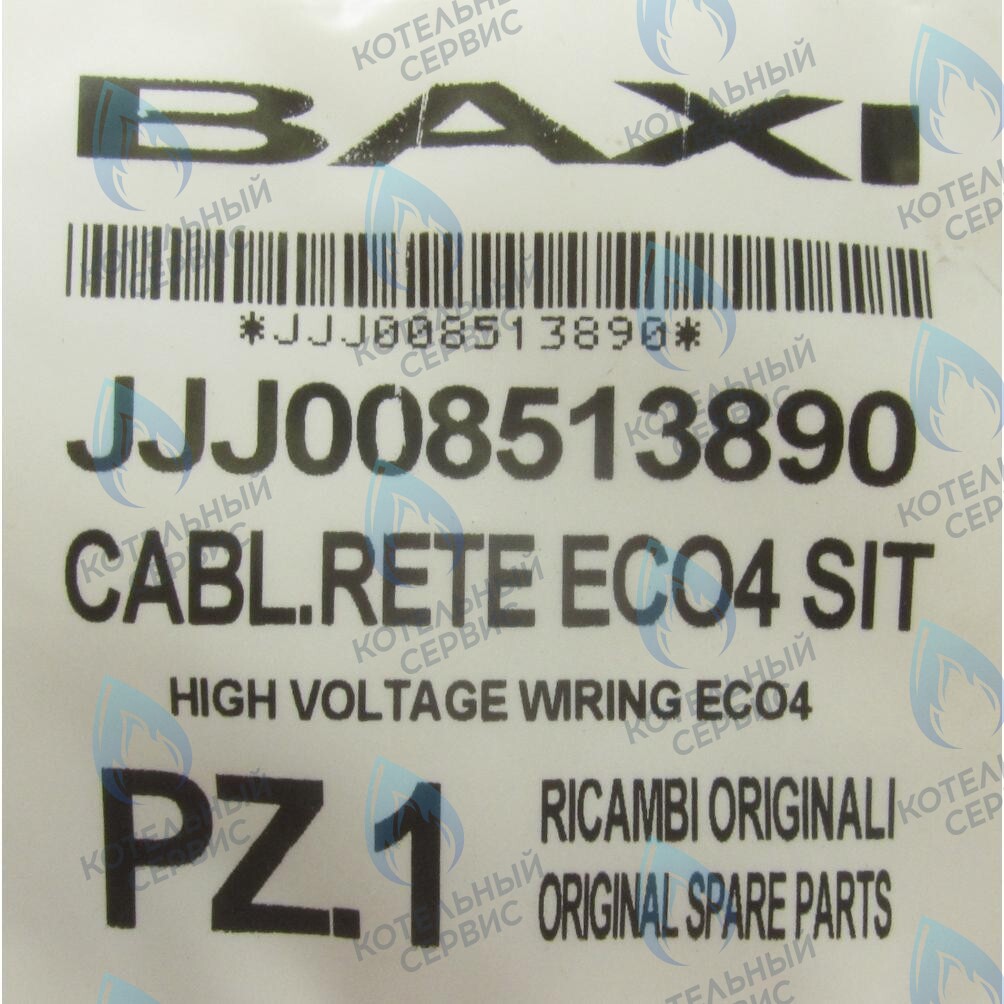 BAXI
*JJJ008513890*
JJJ008513890
CABL.RETE ECO4 SIT
HIGH VOLTAGE WIRING ECO4
PZ.1
RICAMBI ORIGINALI
ORIGINAL SPARE PARTS
КОТЕЛЬНЫЙ
СЕРВИС